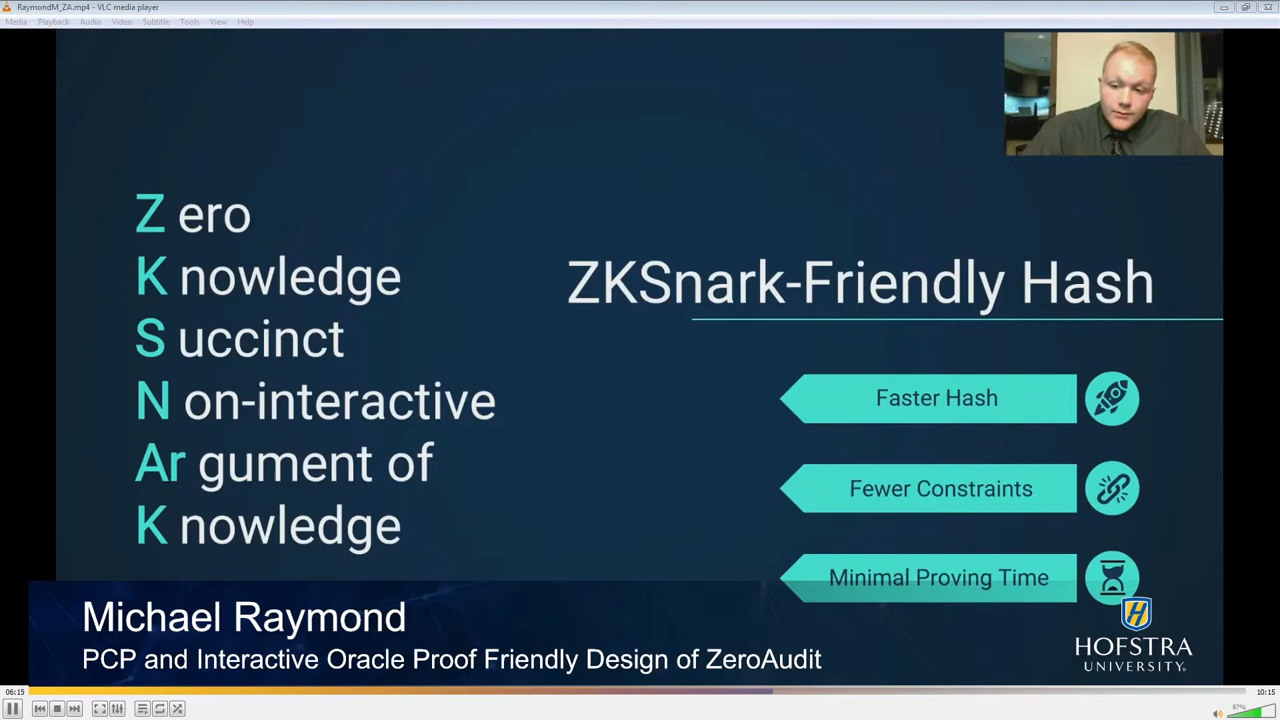 RaymondM_ZA.mp4 - VLC media player
Media Playback Audio Video Subtitle Tools View Help
Z ero
K nowledge
S uccinct
N on-interactive
Ar gument of
K nowledge
ZKSnark-Friendly Hash
Faster Hash
Fewer Constraints
Minimal Proving Time
Michael Raymond
PCP and Interactive Oracle Proof Friendly Design of ZeroAudit
H
HOFSTRA
UNIVERSITY®
06:15
10:15
87%